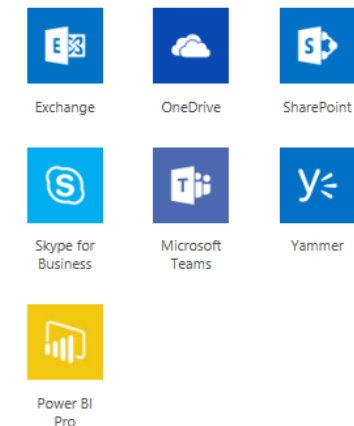 E
S
Exchange
OneDrive
SharePoint
S
T
y
Skype for
Business
Microsoft
Teams
Yammer
Power BI
Pro